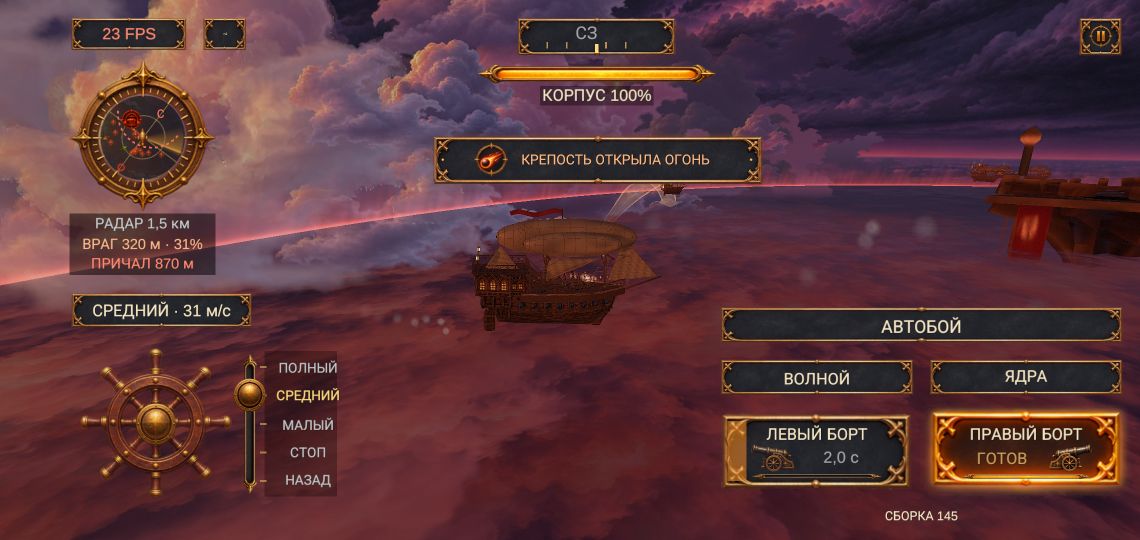 23 FPS
СЗ
КОРПУС 100%
С
КРЕПОСТЬ ОТКРЫЛА ОГОНЬ
РАДАР 1,5 км
ВРАГ 320 м · 31%
ПРИЧАЛ 870 м
СРЕДНИЙ · 31 м/с
ПОЛНЫЙ
СРЕДНИЙ
МАЛЫЙ
СТОП
НАЗАД
АВТОБОЙ
ВОЛНОЙ
ЯДРА
ЛЕВЫЙ БОРТ
2,0 с
ПРАВЫЙ БОРТ
ГОТОВ
СБОРКА 145